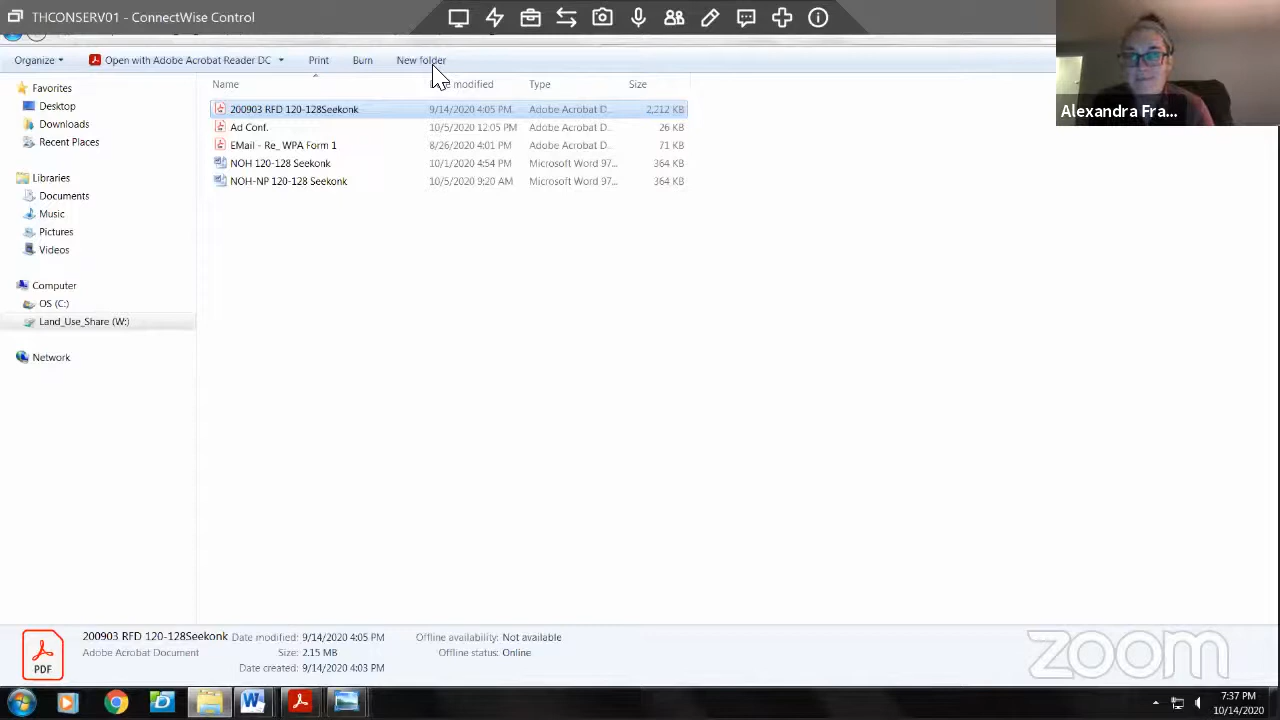 THCONSERV01 - ConnectWise Control
Organize Open with Adobe Acrobat Reader DC Print Burn New folder
Name modified Type Size
Favorites
Desktop
Downloads
Recent Places
Libraries
Documents
Music
Pictures
Videos
Computer
OS (C:)
Land_Use_Share (W:)
Network
200903 RFD 120-128Seekonk 9/14/2020 4:05 PM Adobe Acrobat D... 2,212 KB
Ad Conf. 10/5/2020 12:05 PM Adobe Acrobat D... 26 KB
EMail - Re_ WPA Form 1 8/26/2020 4:01 PM Adobe Acrobat D... 71 KB
NOH 120-128 Seekonk 10/1/2020 4:54 PM Microsoft Word 97... 364 KB
NOH-NP 120-128 Seekonk 10/5/2020 9:20 AM Microsoft Word 97... 364 KB
Alexandra Fra...
PDF
200903 RFD 120-128Seekonk Date modified: 9/14/2020 4:05 PM Offline availability: Not available
Adobe Acrobat Document Size: 2.15 MB Offline status: Online
Date created: 9/14/2020 4:03 PM
zoom
7:37 PM
10/14/2020